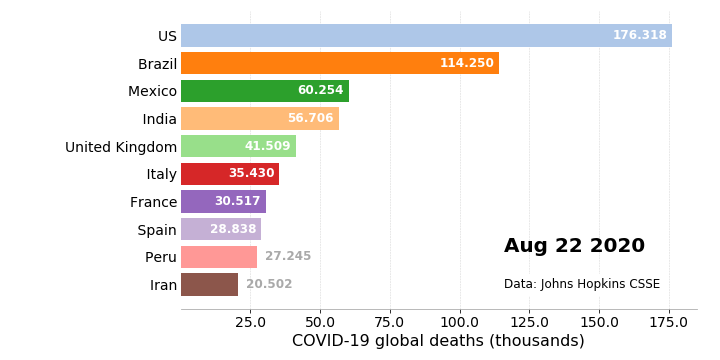 US 176.318
Brazil 114.250
Mexico 60.254
India 56.706
United Kingdom 41.509
Italy 35.430
France 30.517
Spain 28.838
Peru 27.245
Iran 20.502
Aug 22 2020
Data: Johns Hopkins CSSE
25.0 50.0 75.0 100.0 125.0 150.0 175.0
COVID-19 global deaths (thousands)